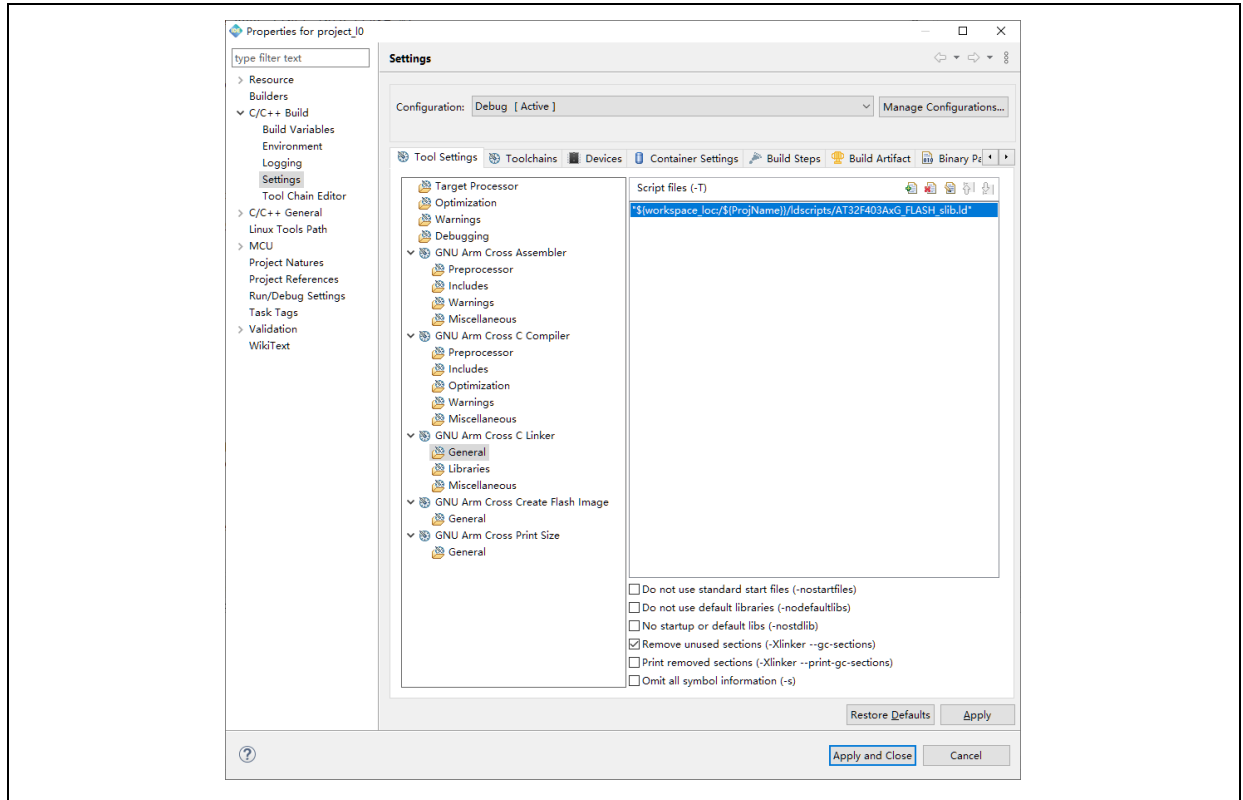 Properties for project_l0
type filter text
Resource
Builders
C/C++ Build
Build Variables
Environment
Logging
Settings
Tool Chain Editor
C/C++ General
Linux Tools Path
MCU
Project Natures
Project References
Run/Debug Settings
Task Tags
Validation
WikiText
Settings
Configuration: Debug [ Active ]
Manage Configurations...
Tool Settings Toolchains Devices Container Settings Build Steps Build Artifact Binary Pa
Target Processor
Optimization
Warnings
Debugging
GNU Arm Cross Assembler
Preprocessor
Includes
Warnings
Miscellaneous
GNU Arm Cross C Compiler
Preprocessor
Includes
Optimization
Warnings
Miscellaneous
GNU Arm Cross C Linker
General
Libraries
Miscellaneous
GNU Arm Cross Create Flash Image
General
GNU Arm Cross Print Size
General
Script files (-T)
"${workspace_loc:/${ProjName}}/ldscripts/AT32F403AxG_FLASH_slib.ld"
Do not use standard start files (-nostartfiles)
Do not use default libraries (-nodefaultlibs)
No startup or default libs (-nostdlib)
Remove unused sections (-Xlinker --gc-sections)
Print removed sections (-Xlinker --print-gc-sections)
Omit all symbol information (-s)
Restore Defaults Apply
Apply and Close Cancel